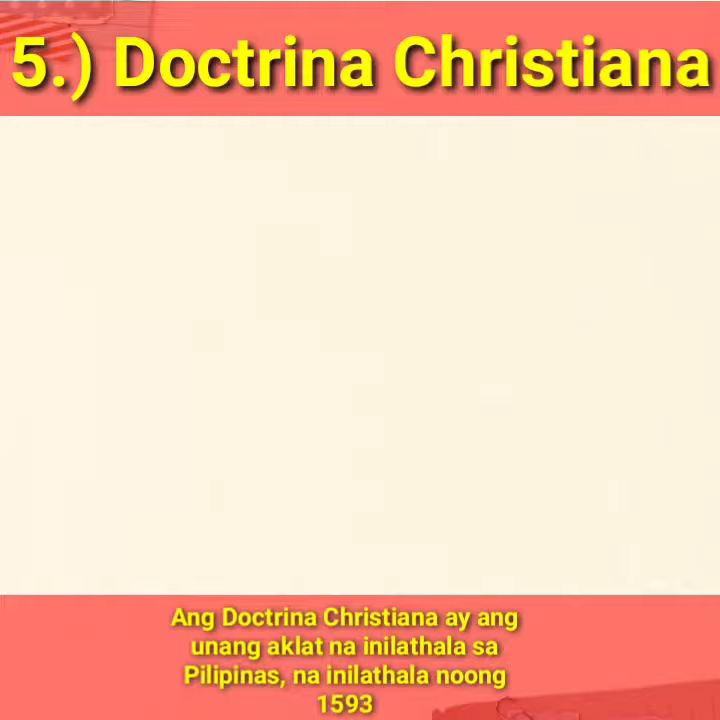 5.) Doctrina Christiana
Ang Doctrina Christiana ay ang
unang aklat na inilathala sa
Pilipinas, na inilathala noong
1593